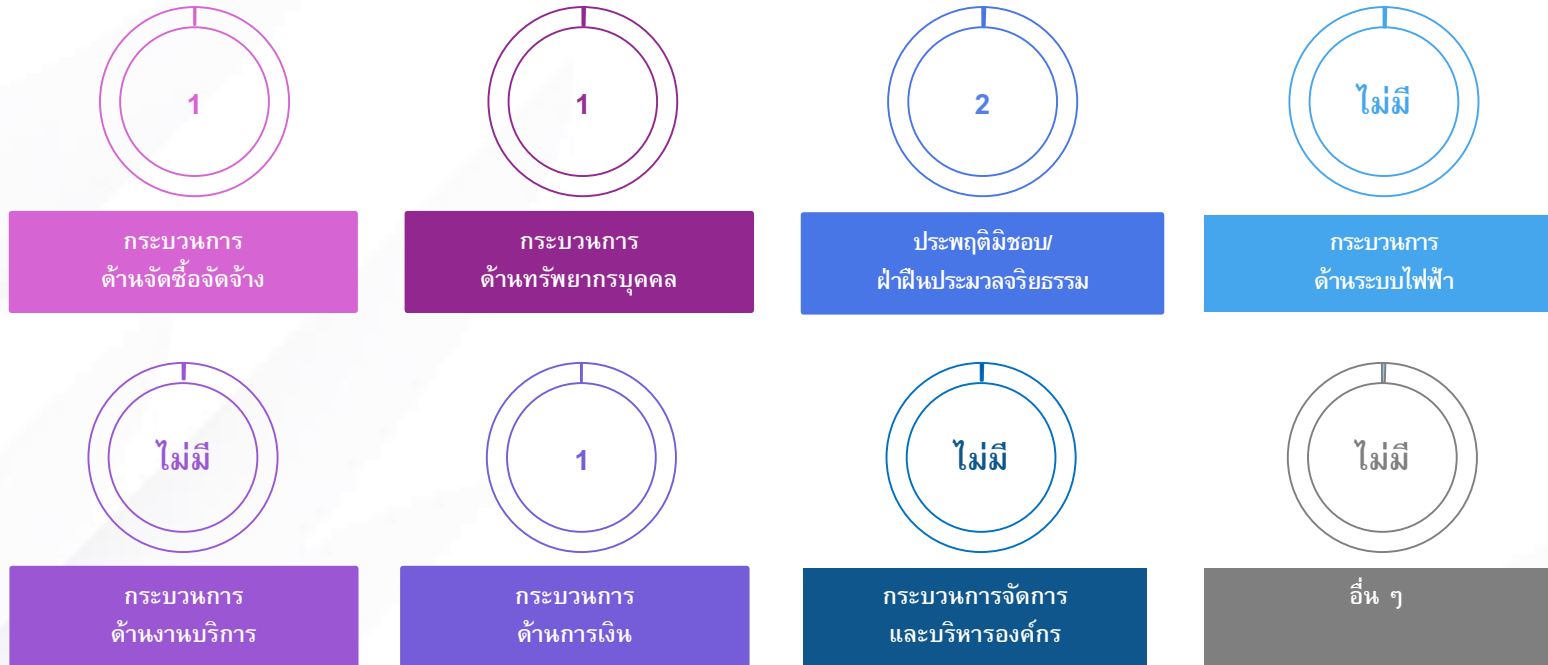 1
กระบวนการ
ด้านจัดซื้อจัดจ้าง
1
กระบวนการ
ด้านทรัพยากรบุคคล
2
ประพฤติมิชอบ/
ฝ่าฝืนประมวลจริยธรรม
ไม่มี
กระบวนการ
ด้านระบบไฟฟ้า
ไม่มี
กระบวนการ
ด้านงานบริการ
1
กระบวนการ
ด้านการเงิน
ไม่มี
กระบวนการจัดการ
และบริหารองค์กร
ไม่มี
อื่น ๆ